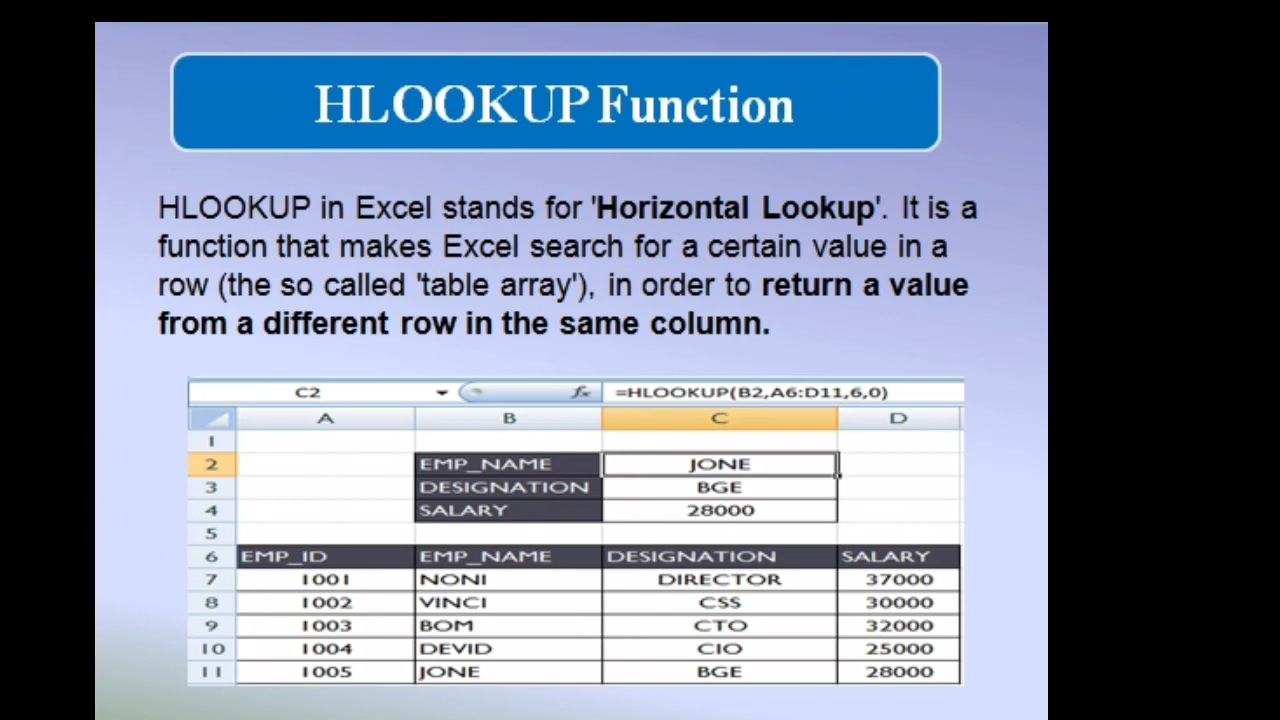 HLOOKUP Function
HLOOKUP in Excel stands for 'Horizontal Lookup'. It is a
function that makes Excel search for a certain value in a
row (the so called 'table array'), in order to return a value
from a different row in the same column.
C2 fx =HLOOKUP(B2,A6:D11,6,0)
A B C D
1
2 EMP_NAME JONE
3 DESIGNATION BGE
4 SALARY 28000
5
6 EMP_ID EMP_NAME DESIGNATION SALARY
7 1001 NONI DIRECTOR 37000
8 1002 VINCI CSS 30000
9 1003 BOM CTO 32000
10 1004 DEVID CIO 25000
11 1005 JONE BGE 28000